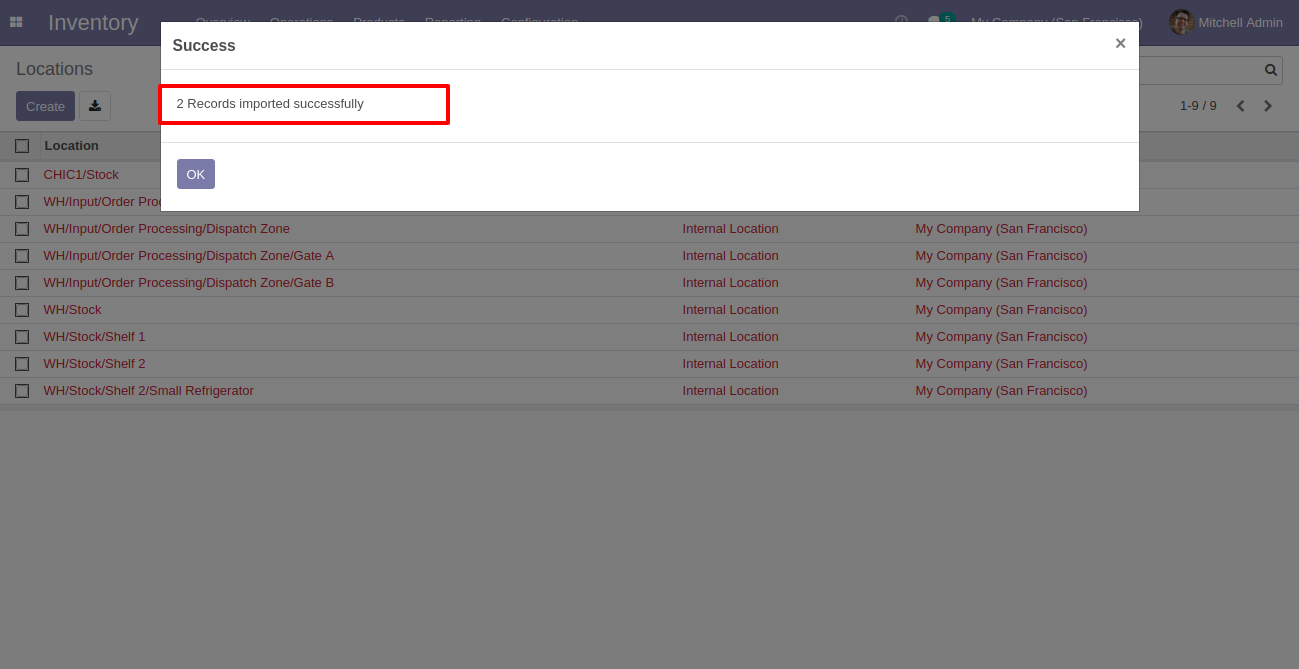 Inventory Overview Operations Products Reporting Configuration 5 My Company (San Francisco) Mitchell Admin
Success ×
Locations
2 Records imported successfully
Create
1-9 / 9
Location
OK
CHIC1/Stock
WH/Input/Order
WH/Input/Order Processing/Dispatch Zone Internal Location My Company (San Francisco)
WH/Input/Order Processing/Dispatch Zone/Gate A Internal Location My Company (San Francisco)
WH/Input/Order Processing/Dispatch Zone/Gate B Internal Location My Company (San Francisco)
WH/Stock Internal Location My Company (San Francisco)
WH/Stock/Shelf 1 Internal Location My Company (San Francisco)
WH/Stock/Shelf 2 Internal Location My Company (San Francisco)
WH/Stock/Shelf 2/Small Refrigerator Internal Location My Company (San Francisco)